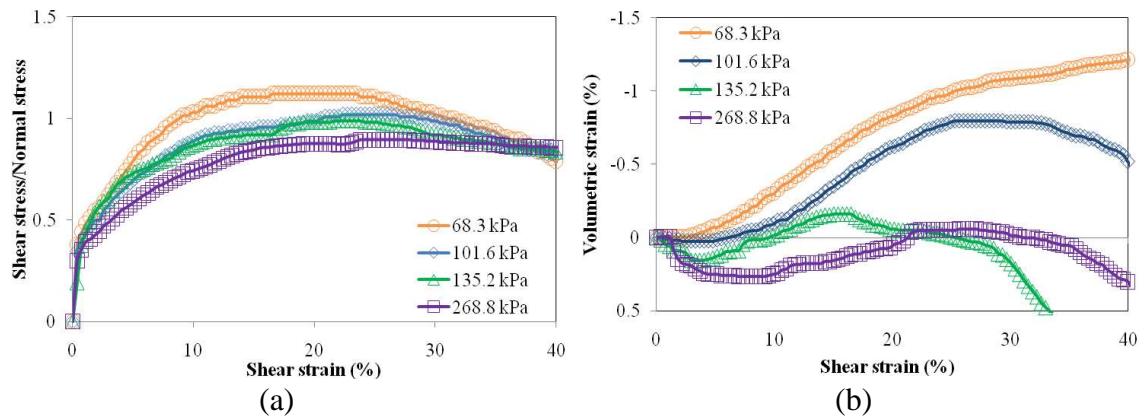 1.5
1
0.5
0
Shear stress/Normal stress
68.3 kPa
101.6 kPa
135.2 kPa
268.8 kPa
0 10 20 30 40
Shear strain (%)
(a)
-1.5
-1
-0.5
0
0.5
Volumetric strain (%)
68.3 kPa
101.6 kPa
135.2 kPa
268.8 kPa
0 10 20 30 40
Shear strain (%)
(b)